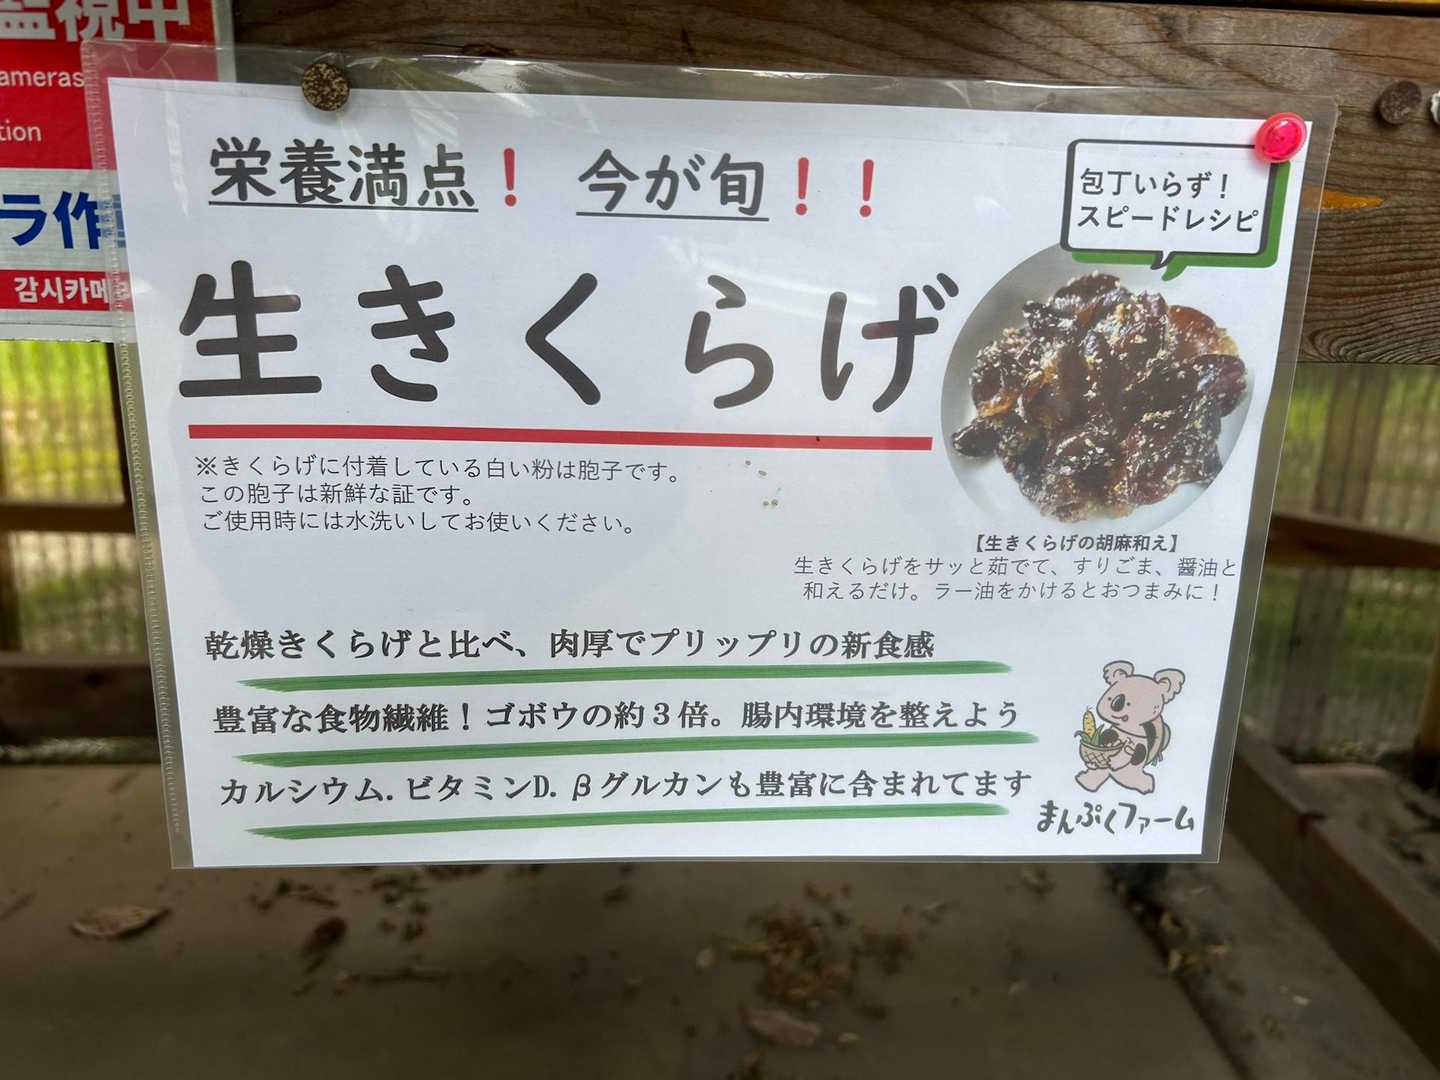 監視中
ameras
tion
ラ作
감시카메
栄養満点！ 今が旬！！
包丁いらず！
スピードレシピ
生きくらげ
※きくらげに付着している白い粉は胞子です。
この胞子は新鮮な証です。
ご使用時には水洗いしてお使いください。
【生きくらげの胡麻和え】
生きくらげをサッと茹でて、すりごま、醤油と
和えるだけ。ラー油をかけるとおつまみに！
乾燥きくらげと比べ、肉厚でプリップリの新食感
豊富な食物繊維！ゴボウの約３倍。腸内環境を整えよう
カルシウム.ビタミンD.βグルカンも豊富に含まれてます
まんぷくファーム